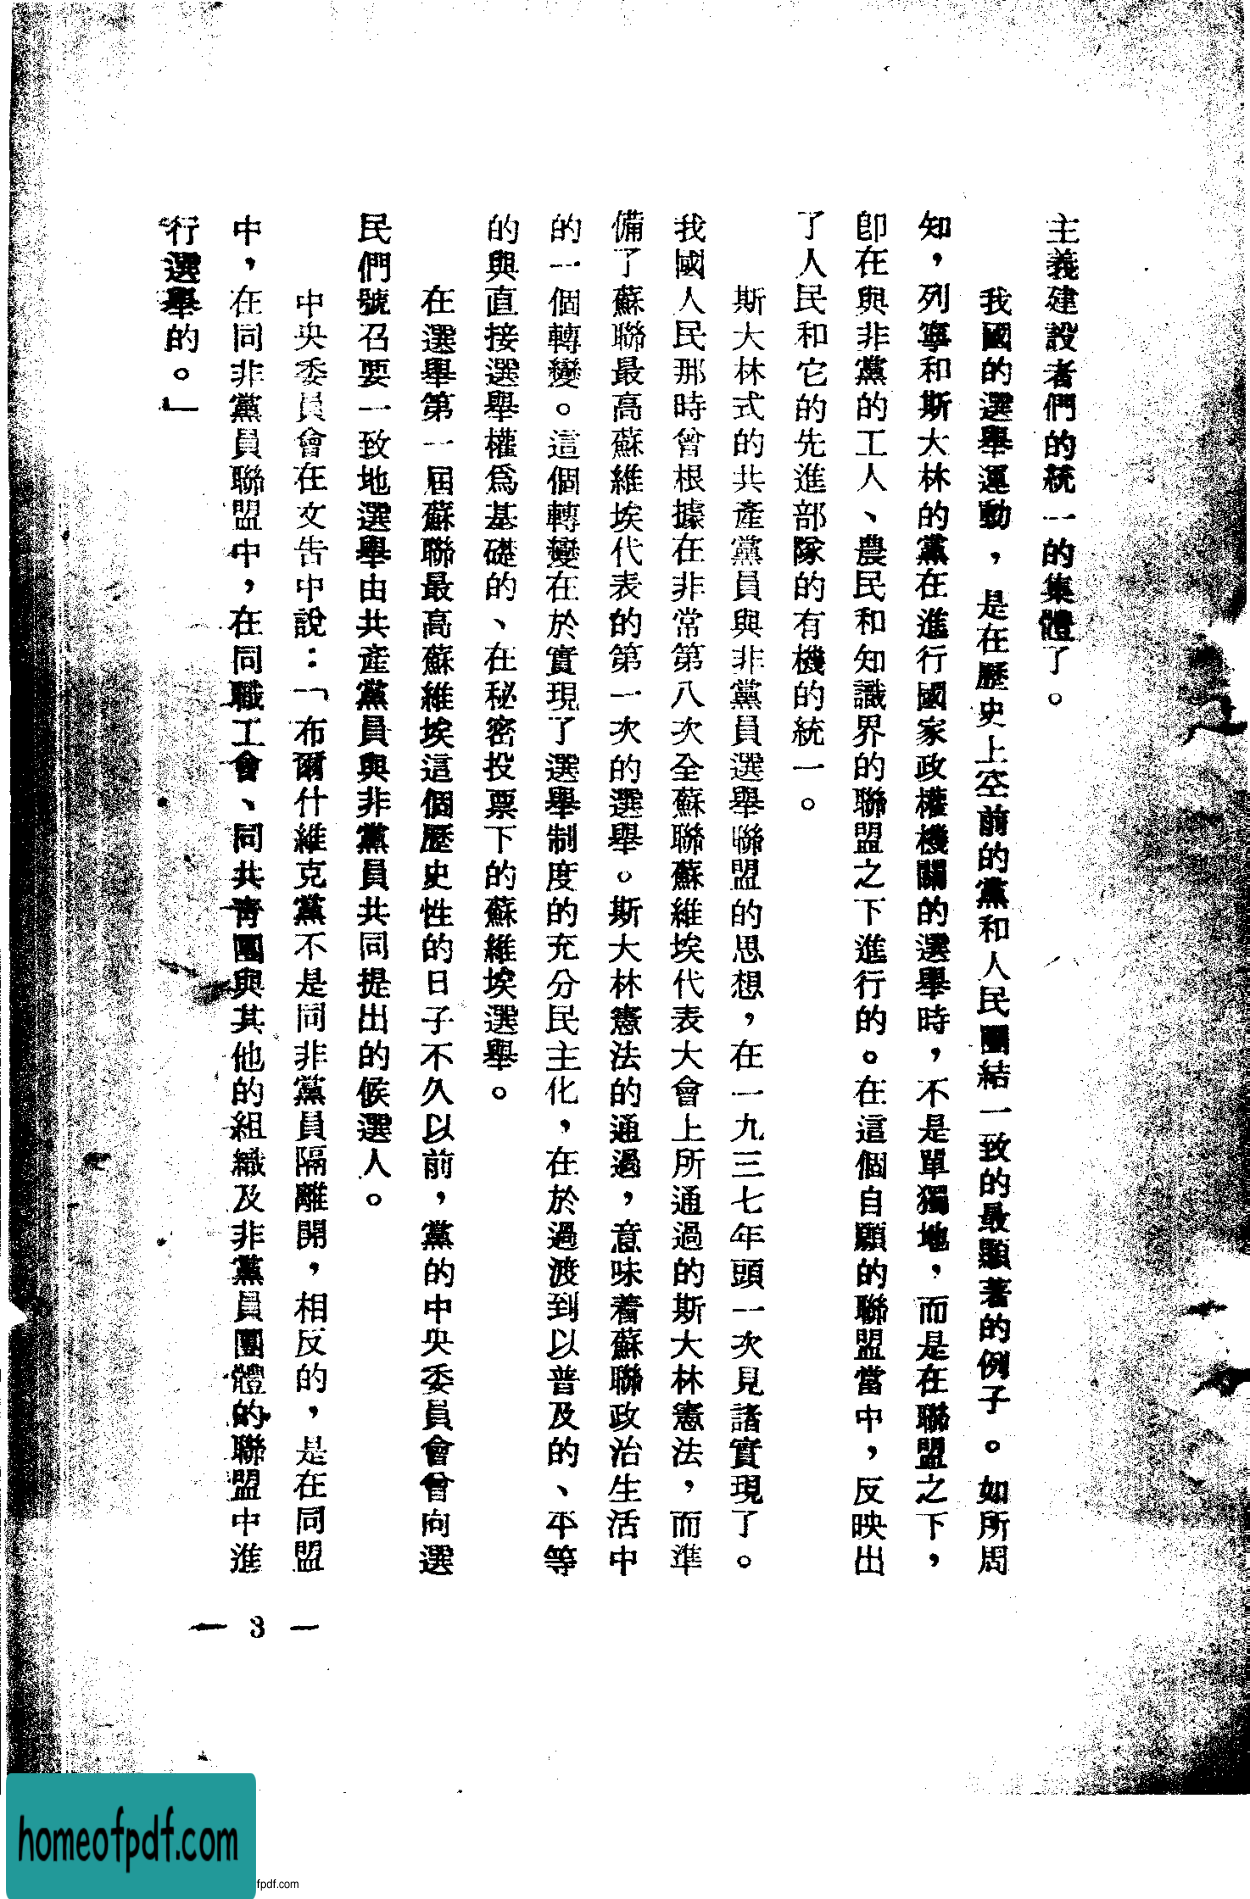 主義建設者們的統一的集體了。
我國的選舉運動，是在歷史上空前的黨和人民團結一致的最顯著的例子。如所周
知，列寧和斯大林的黨在進行國家政權機關的選舉時，不是單獨地，而是在聯盟之下，
卽在與非黨的工人、農民和知識界的聯盟之下進行的。在這個自願的聯盟當中，反映出
了人民和它的先進部隊的有機的統一。
斯大林式的共產黨員與非黨員選舉聯盟的思想，在一九三七年頭一次見諸實現了。
我國人民那時曾根據在非常第八次全蘇聯蘇維埃代表大會上所通過的斯大林憲法，而準
備了蘇聯最高蘇維埃代表的第一次的選舉。斯大林憲法的通過，意味着蘇聯政治生活中
的一個轉變。這個轉變在於實現了選舉制度的充分民主化，在於過渡到以普及的、平等
的與直接選舉權爲基礎的、在秘密投票下的蘇維埃選舉。
在選舉第一屆蘇聯最高蘇維埃這個歷史性的日子不久以前，黨的中央委員會曾向選
民們號召要一致地選舉由共產黨員與非黨員共同提出的候選人。
中央委員會在文告中說：「布爾什維克黨不是同非黨員隔離開，相反的，是在同盟
中，在同非黨員聯盟中，在同職工會、同共靑團與其他的組織及非黨員團體的聯盟中進
行選舉的。」
— 3 —
homeofpdf.com
fpdf.com